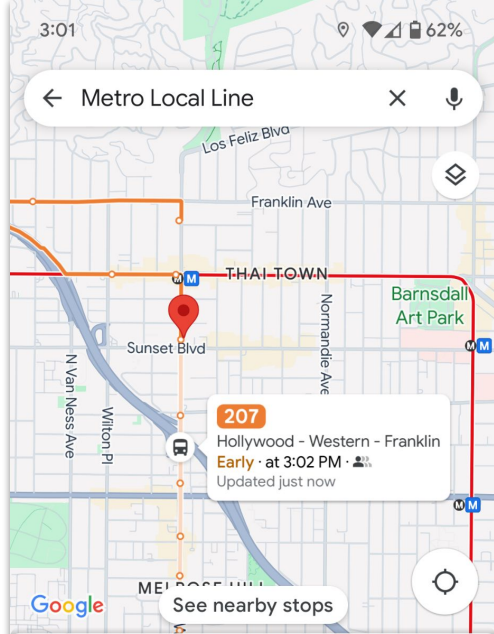 3:01
62%
Metro Local Line
Los Feliz Blvd
Franklin Ave
THAI TOWN
M
M
Barnsdall
Art Park
Normandie Ave
M
M
Sunset Blvd
N Van Ness Ave
Wilton Pl
207
Hollywood - Western - Franklin
Early · at 3:02 PM ·
Updated just now
M
M
Google
See nearby stops